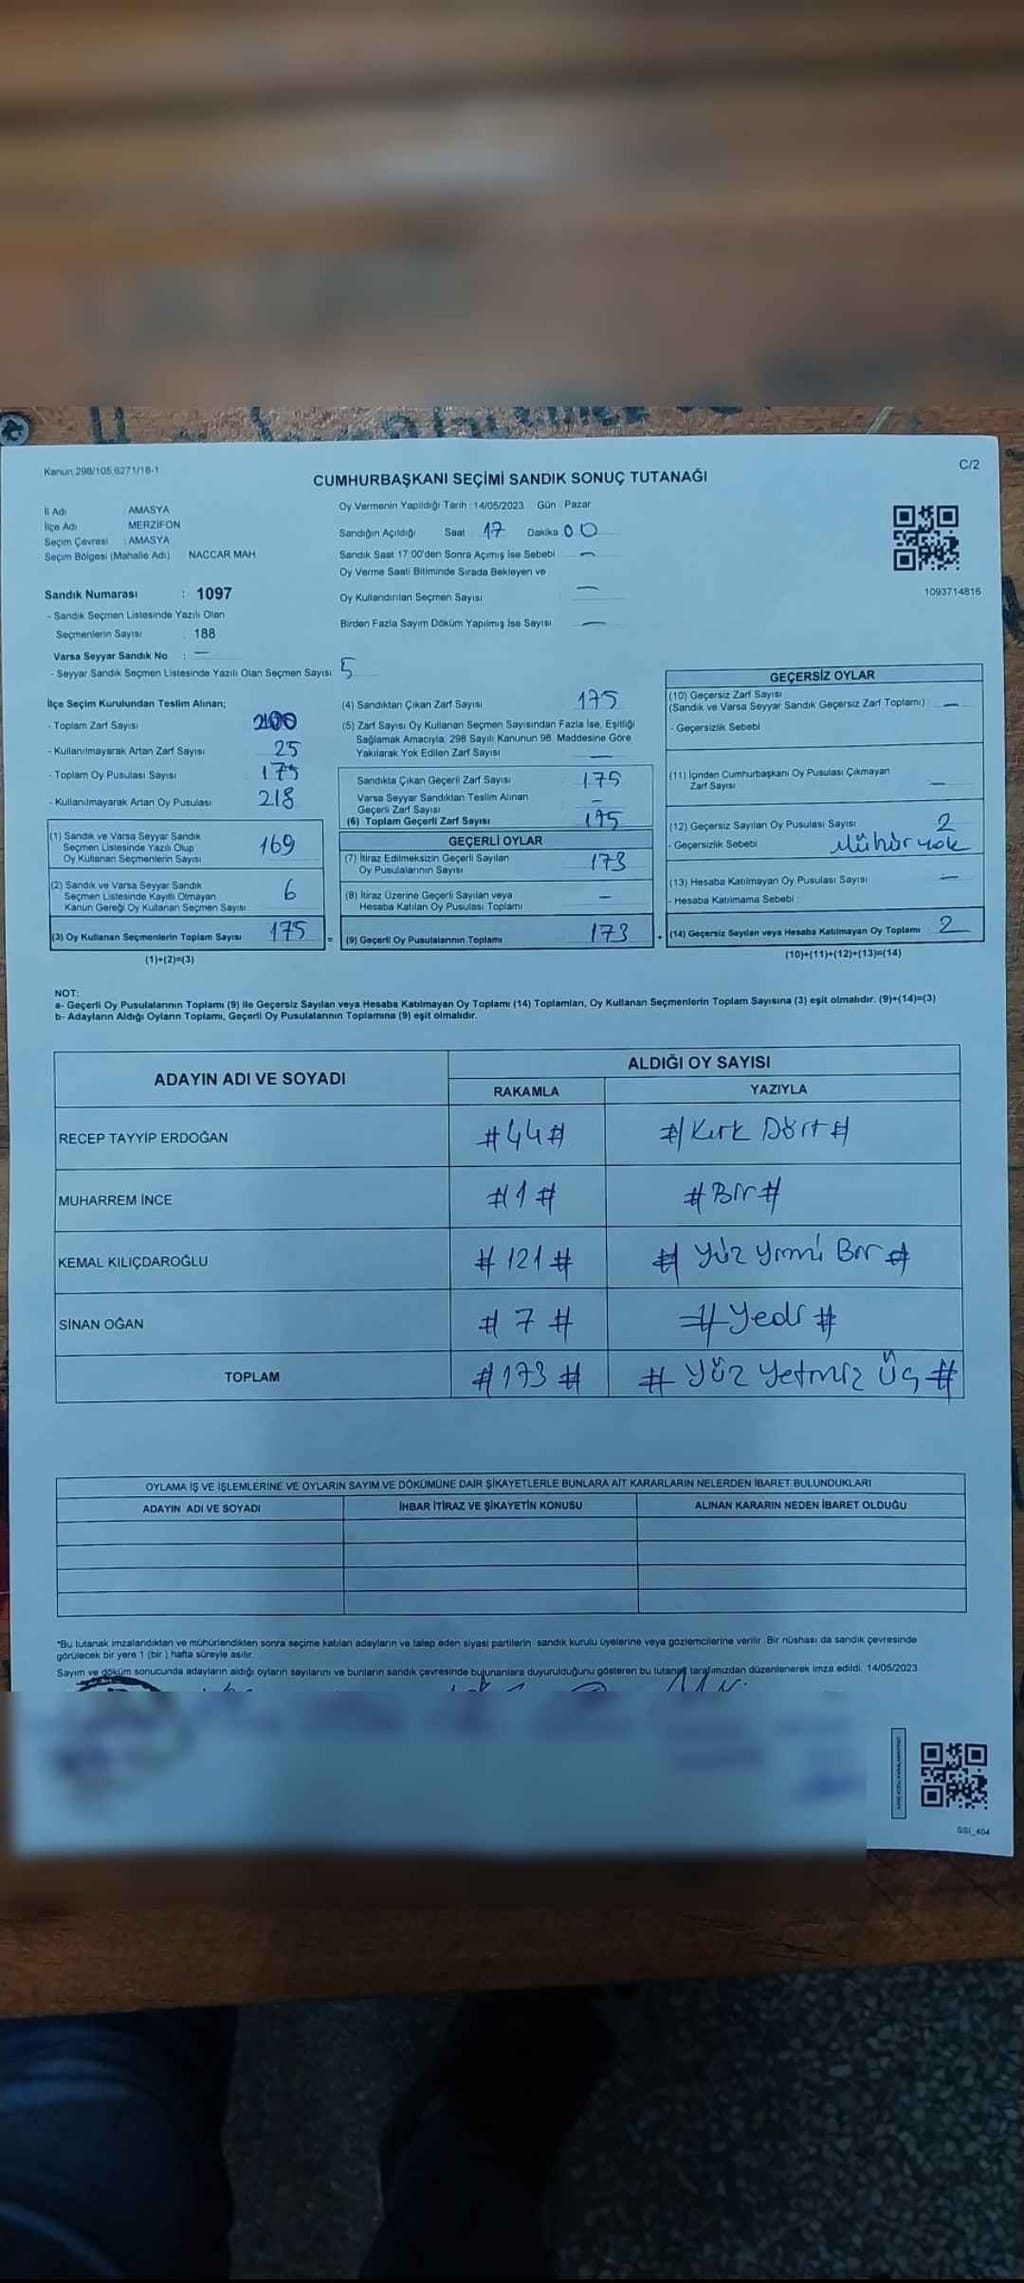 Kanun 298/105,6271/18-1
C/2
CUMHURBAŞKANI SEÇİMİ SANDIK SONUÇ TUTANAĞI
İl Adı AMASYA
İlçe Adı MERZİFON
Seçim Çevresi : AMASYA
Seçim Bölgesi (Mahalle Adı) NACCAR MAH
Sandık Numarası : 1097
- Sandık Seçmen Listesinde Yazılı Olan
Seçmenlerin Sayısı : 188
Varsa Seyyar Sandık No : —
- Seyyar Sandık Seçmen Listesinde Yazılı Olan Seçmen Sayısı 5
Oy Vermenin Yapıldığı Tarih : 14/05/2023 Gün : Pazar
Sandığın Açıldığı Saat 17 Dakika 00
Sandık Saat 17:00'den Sonra Açımış İse Sebebi —
Oy Verme Saati Bitiminde Sırada Bekleyen ve
Oy Kullandırılan Seçmen Sayısı —
Birden Fazla Sayım Döküm Yapılmış İse Sayısı —
1093714816
İlçe Seçim Kurulundan Teslim Alınan;
- Toplam Zarf Sayısı
- Kullanılmayarak Artan Zarf Sayısı 25
- Toplam Oy Pusulası Sayısı 175
- Kullanılmayarak Artan Oy Pusulası 218
(1) Sandık ve Varsa Seyyar Sandık
Seçmen Listesinde Yazılı Olup
Oy Kullanan Seçmenlerin Sayısı 169
(2) Sandık ve Varsa Seyyar Sandık
Seçmen Listesinde Kayıtlı Olmayan
Kanun Gereği Oy Kullanan Seçmen Sayısı 6
(3) Oy Kullanan Seçmenlerin Toplam Sayısı 175
(1)+(2)=(3)
(4) Sandıktan Çıkan Zarf Sayısı 175
(5) Zarf Sayısı Oy Kullanan Seçmen Sayısından Fazla İse, Eşitliği
Sağlamak Amacıyla, 298 Sayılı Kanunun 98. Maddesine Göre
Yakılarak Yok Edilen Zarf Sayısı —
Sandıkta Çıkan Geçerli Zarf Sayısı 175
Varsa Seyyar Sandıktan Teslim Alınan
Geçerli Zarf Sayısı —
(6) Toplam Geçerli Zarf Sayısı 175
GEÇERLİ OYLAR
(7) İtiraz Edilmeksizin Geçerli Sayılan
Oy Pusulalarının Sayısı 173
(8) İtiraz Üzerine Geçerli Sayılan veya
Hesaba Katılan Oy Pusulası Toplamı —
= (9) Geçerli Oy Pusulalarının Toplamı 173
GEÇERSİZ OYLAR
(10) Geçersiz Zarf Sayısı
(Sandık ve Varsa Seyyar Sandık Geçersiz Zarf Toplamı) —
- Geçersizlik Sebebi
(11) İçinden Cumhurbaşkanı Oy Pusulası Çıkmayan
Zarf Sayısı —
(12) Geçersiz Sayılan Oy Pusulası Sayısı 2
- Geçersizlik Sebebi Mühür yok
(13) Hesaba Katılmayan Oy Pusulası Sayısı —
- Hesaba Katılmama Sebebi
+ (14) Geçersiz Sayılan veya Hesaba Katılmayan Oy Toplamı 2
(10)+(11)+(12)+(13)=(14)
NOT:
a- Geçerli Oy Pusulalarının Toplamı (9) ile Geçersiz Sayılan veya Hesaba Katılmayan Oy Toplamı (14) Toplamları, Oy Kullanan Seçmenlerin Toplam Sayısına (3) eşit olmalıdır. (9)+(14)=(3)
b- Adayların Aldığı Oyların Toplamı, Geçerli Oy Pusulalarının Toplamına (9) eşit olmalıdır.
ADAYIN ADI VE SOYADI
ALDIĞI OY SAYISI
RAKAMLA YAZIYLA
RECEP TAYYİP ERDOĞAN #44# #Kırk Dört#
MUHARREM İNCE #1# #Bir#
KEMAL KILIÇDAROĞLU #121# #Yüz yirmi Bir#
SİNAN OĞAN #7# #Yedi#
TOPLAM #173# #Yüz Yetmiz Üç#
OYLAMA İŞ VE İŞLEMLERİNE VE OYLARIN SAYIM VE DÖKÜMÜNE DAİR ŞİKAYETLERLE BUNLARA AİT KARARLARIN NELERDEN İBARET BULUNDUKLARI
ADAYIN ADI VE SOYADI İHBAR İTİRAZ VE ŞİKAYETİN KONUSU ALINAN KARARIN NEDEN İBARET OLDUĞU
*Bu tutanak imzalandıktan ve mühürlendikten sonra seçime katılan adayların ve talep eden siyasi partilerin sandık kurulu üyelerine veya gözlemcilerine verilir. Bir nüshası da sandık çevresinde
görülecek bir yere 1 (bir ) hafta süreyle asılır.
Sayım ve döküm sonucunda adayların aldığı oyların sayılarını ve bunların sandık çevresinde bulunanlara duyurulduğunu gösteren bu tutanak tarafımızdan düzenlenerek imza edildi. 14/05/2023
SSI_464